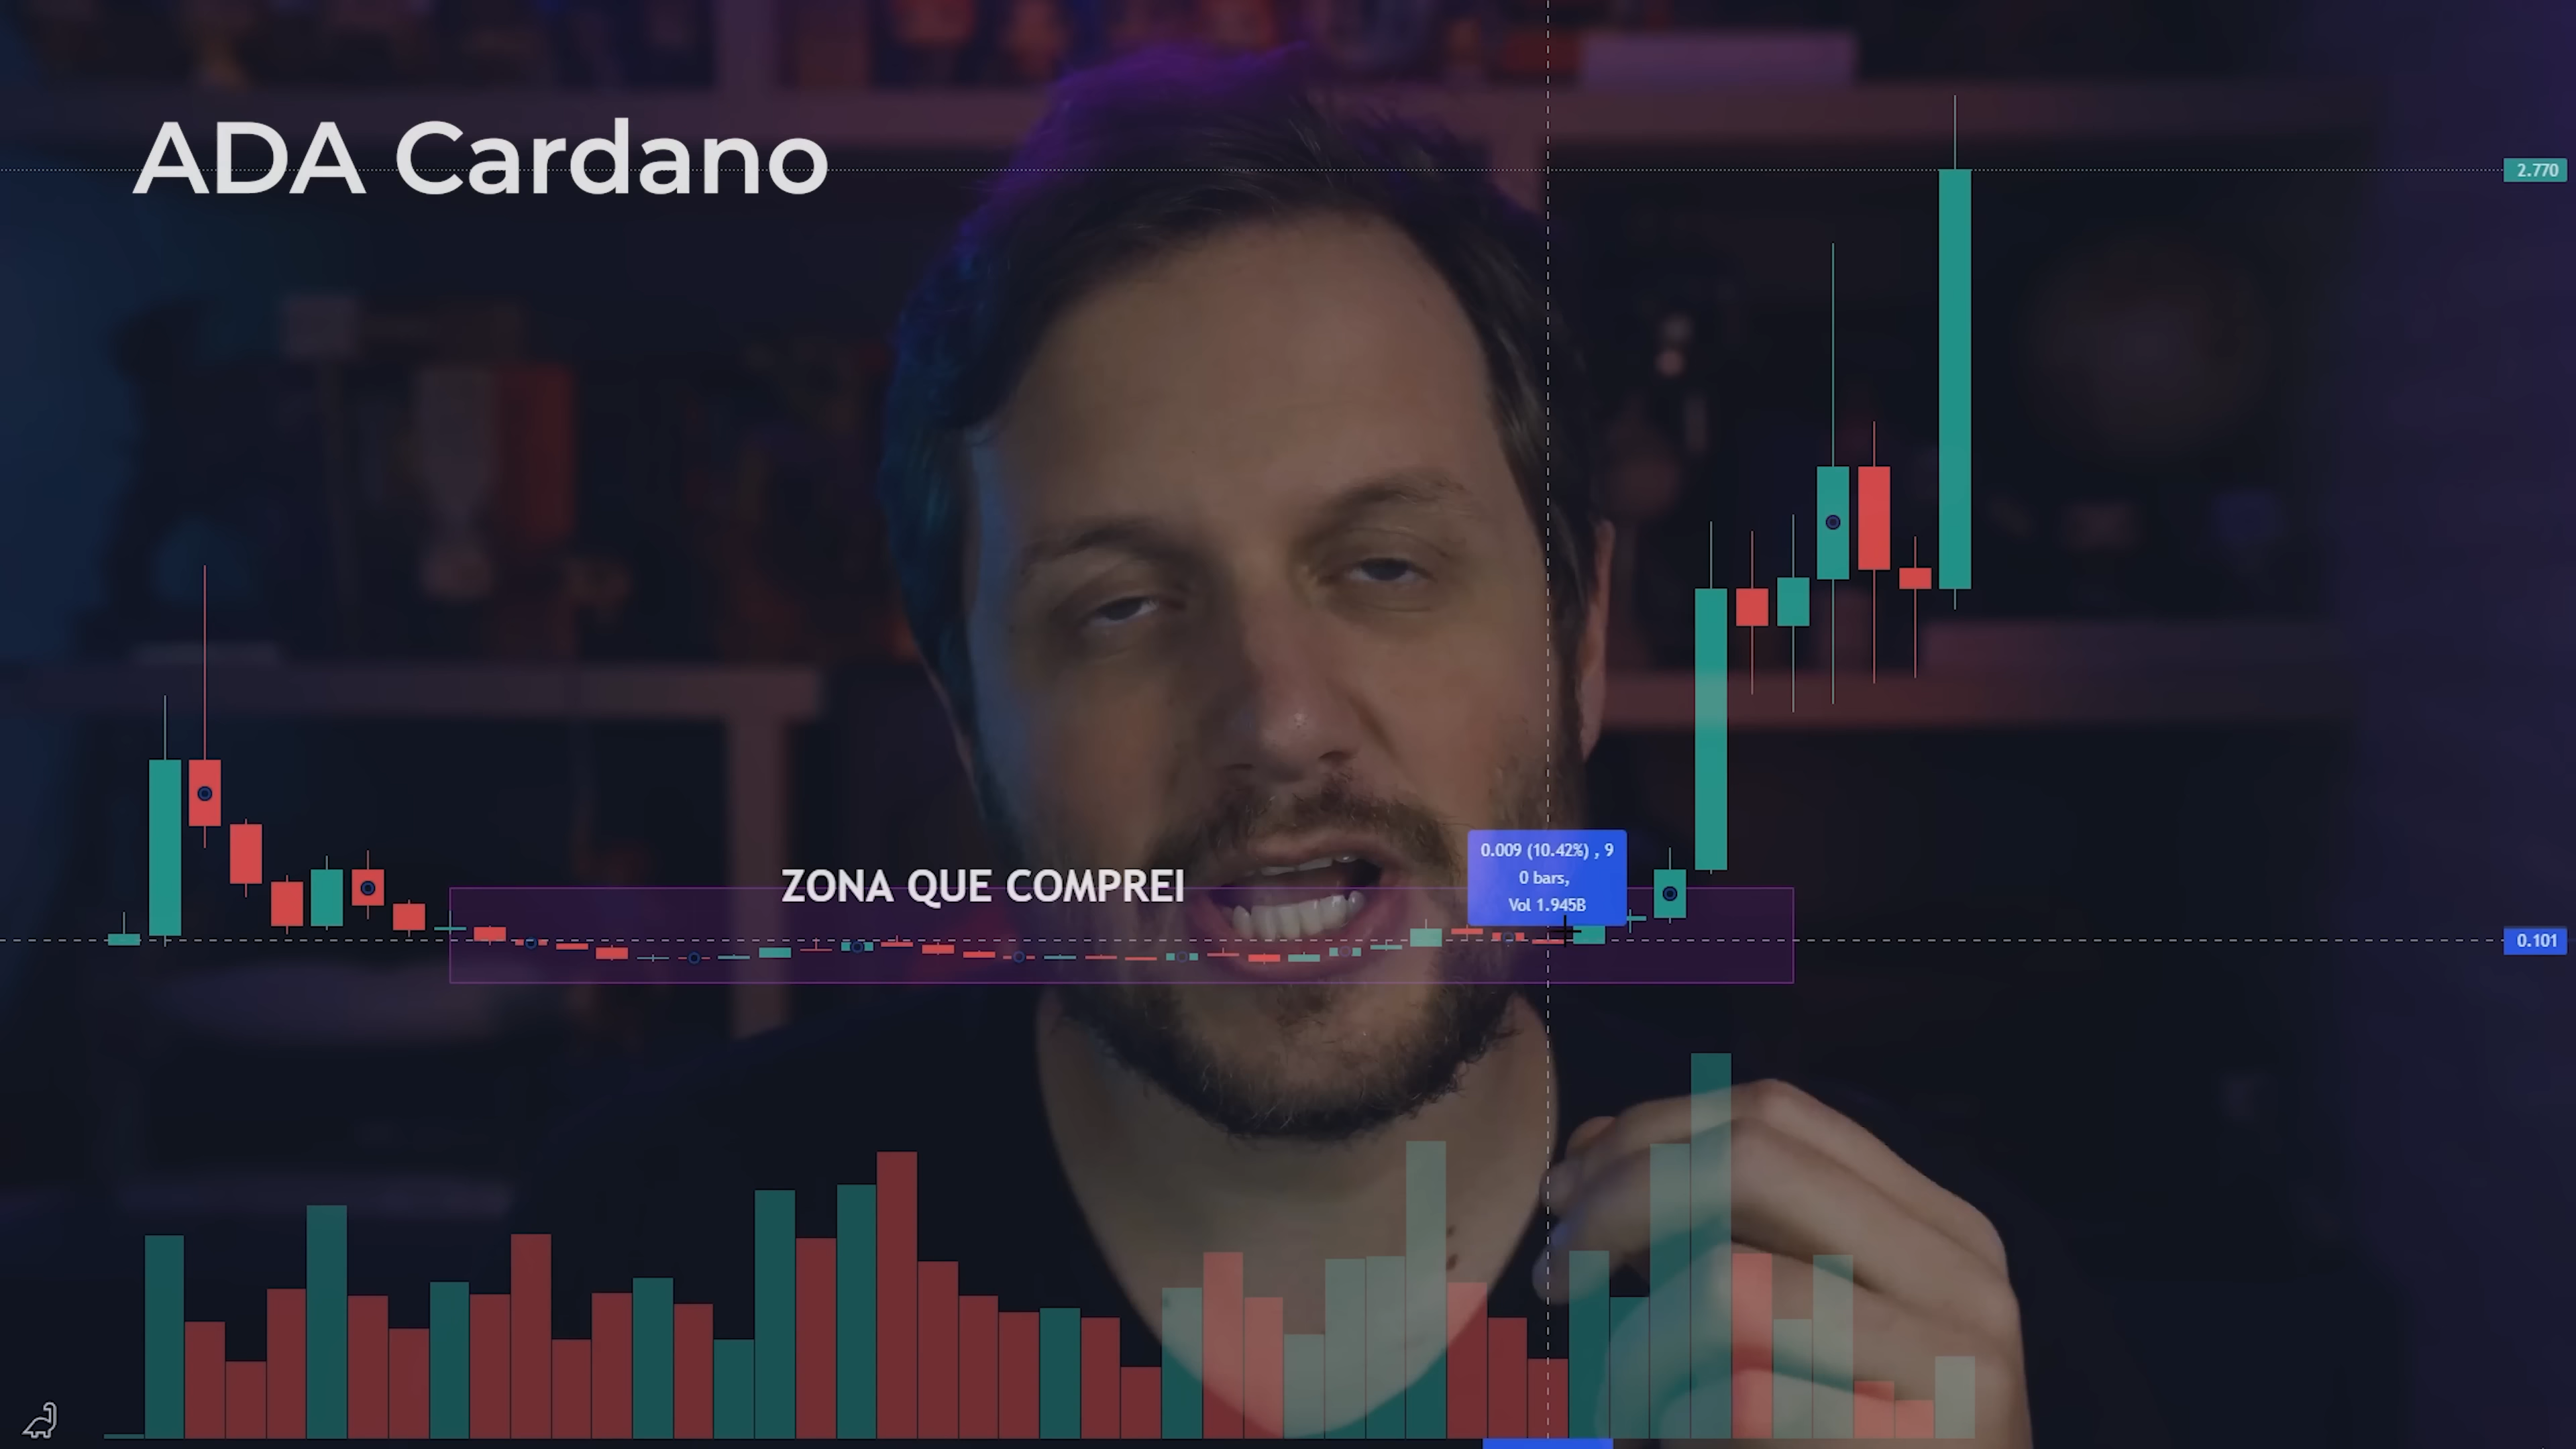 ADA Cardano
2.770
ZONA QUE COMPREI
0.009 (10.42%) , 9
0 bars,
Vol 1.945B
0.101